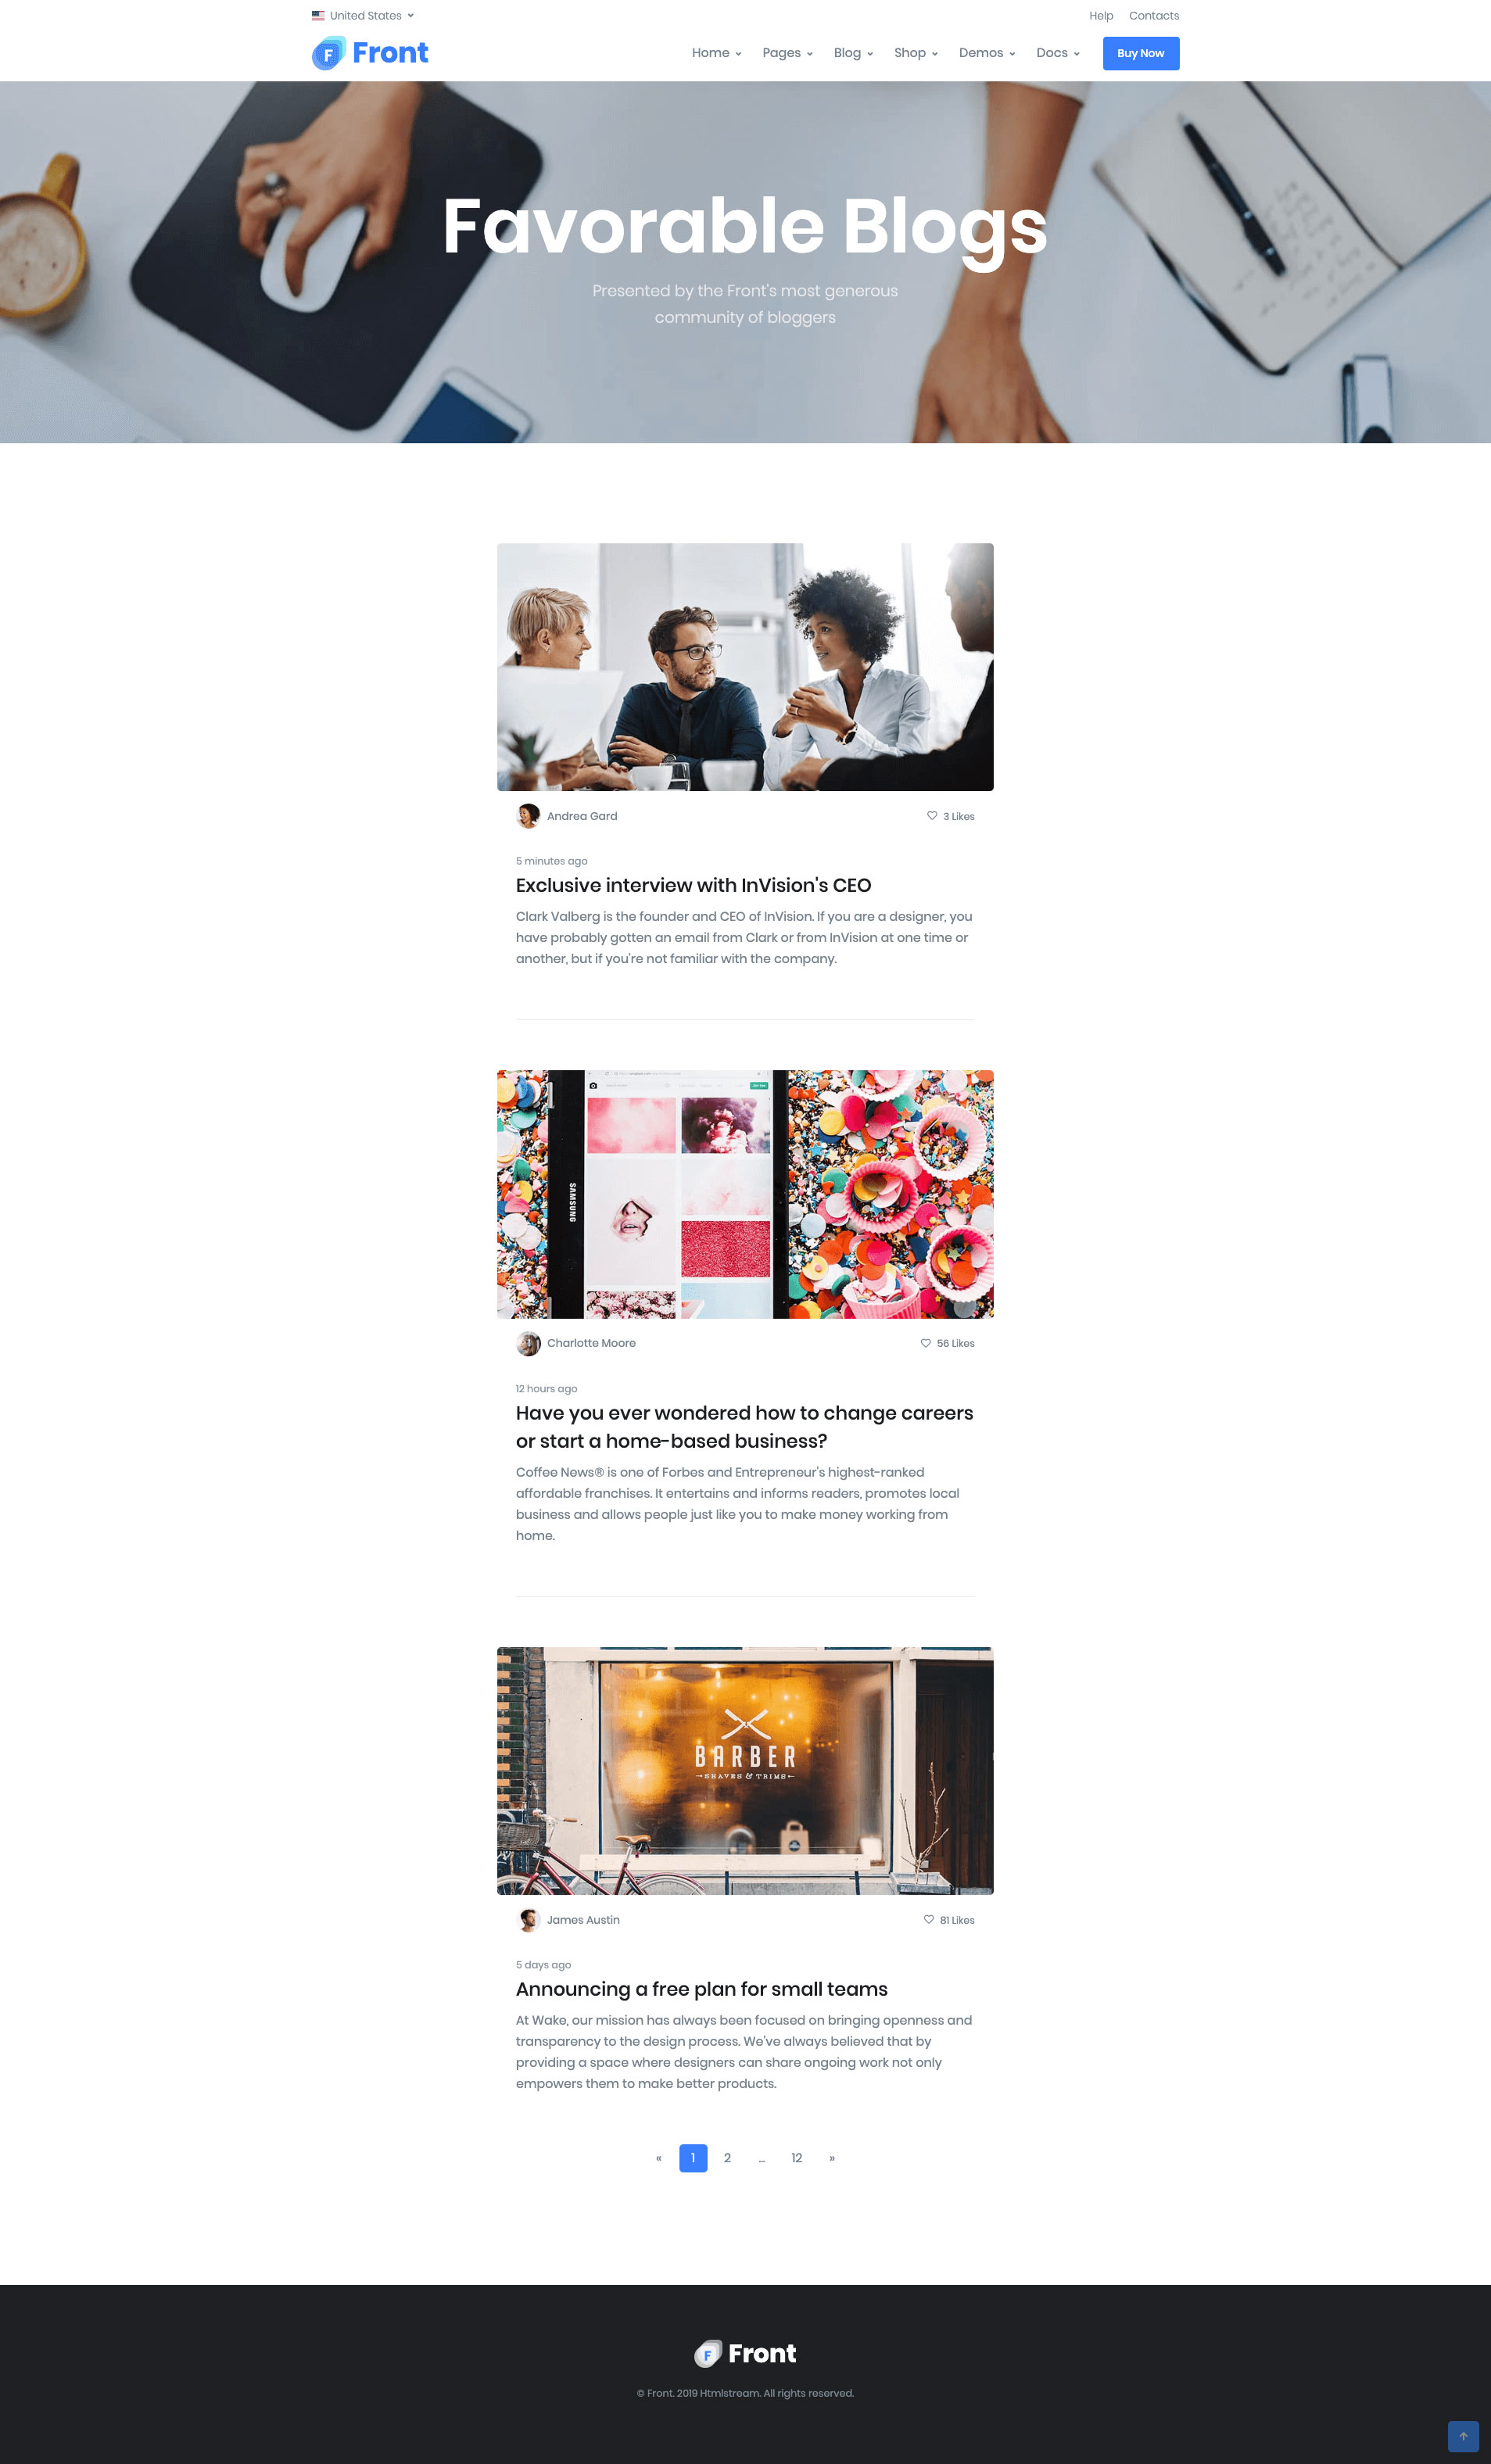 United States
Help Contacts
F Front
Home Pages Blog Shop Demos Docs Buy Now
Favorable Blogs
Presented by the Front's most generous
community of bloggers
Andrea Gard 3 Likes
5 minutes ago
Exclusive interview with InVision's CEO
Clark Valberg is the founder and CEO of InVision. If you are a designer, you
have probably gotten an email from Clark or from InVision at one time or
another, but if you're not familiar with the company.
SAMSUNG
Charlotte Moore 56 Likes
12 hours ago
Have you ever wondered how to change careers
or start a home-based business?
Coffee News® is one of Forbes and Entrepreneur's highest-ranked
affordable franchises. It entertains and informs readers, promotes local
business and allows people just like you to make money working from
home.
BARBER
SHAVES & TRIMS
James Austin 81 Likes
5 days ago
Announcing a free plan for small teams
At Wake, our mission has always been focused on bringing openness and
transparency to the design process. We've always believed that by
providing a space where designers can share ongoing work not only
empowers them to make better products.
« 1 2 ... 12 »
F Front
© Front. 2019 Htmlstream. All rights reserved.